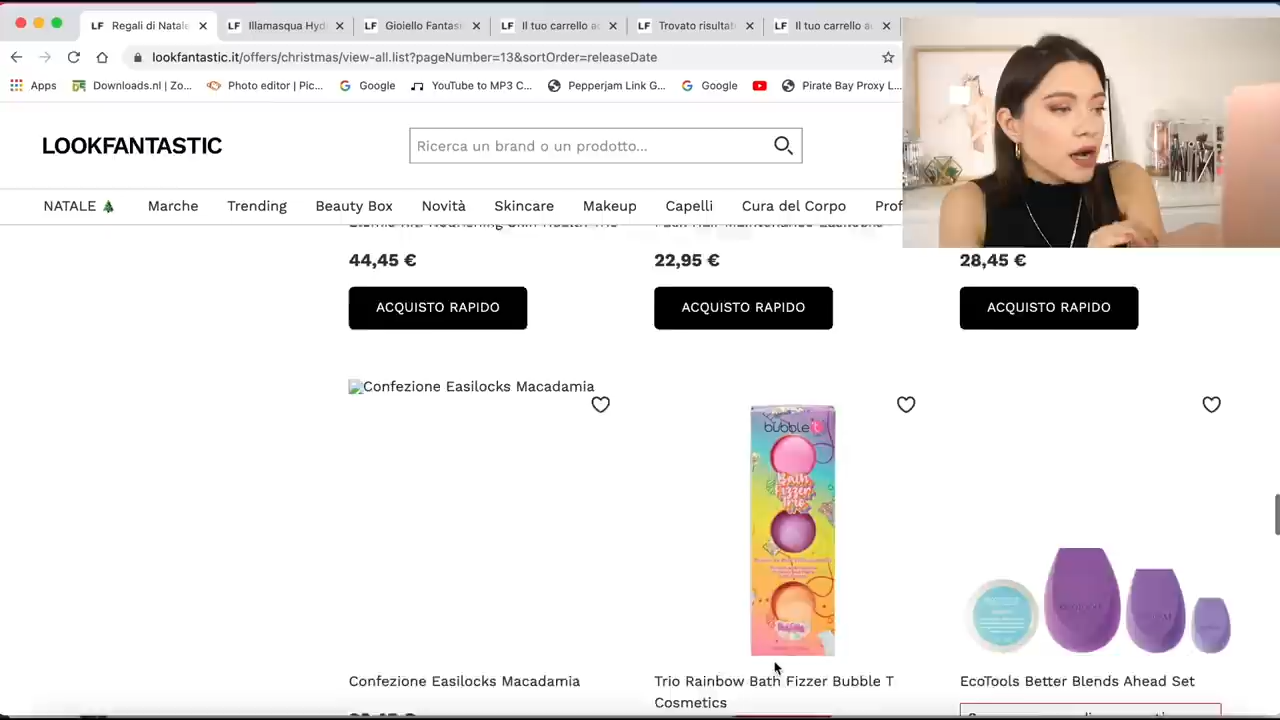 LF Regali di Natale ×
LF Illamasqua Hyd ×
LF Gioiello Fantas ×
LF Il tuo carrello ac ×
LF Trovato risultat ×
LF Il tuo carrello ac ×
lookfantastic.it/offers/christmas/view-all.list?pageNumber=13&sortOrder=releaseDate
Apps Downloads.nl | Zo... Photo editor | Pic... Google YouTube to MP3 C... Pepperjam Link G... Google Pirate Bay Proxy L...
LOOKFANTASTIC
Ricerca un brand o un prodotto...
NATALE Marche Trending Beauty Box Novità Skincare Makeup Capelli Cura del Corpo Prof
44,45 € 22,95 € 28,45 €
ACQUISTO RAPIDO ACQUISTO RAPIDO ACQUISTO RAPIDO
Confezione Easilocks Macadamia
bubble t
Bath
Fizzer
Trio
Confezione Easilocks Macadamia
Trio Rainbow Bath Fizzer Bubble T
Cosmetics
EcoTools Better Blends Ahead Set